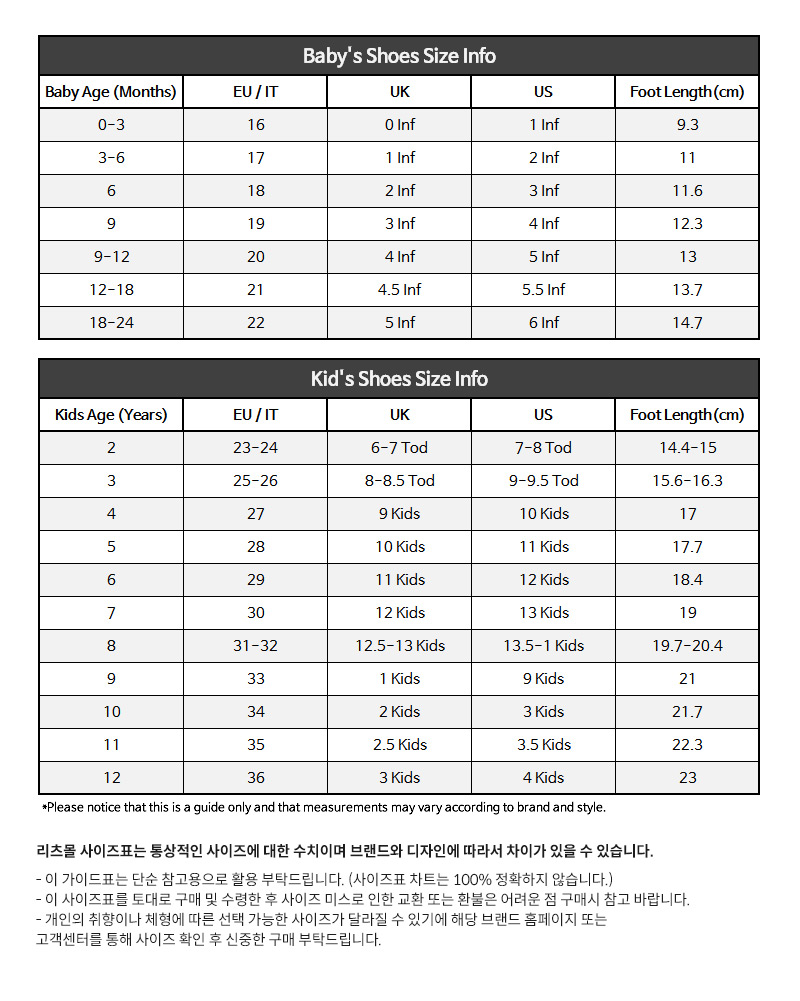 Baby's Shoes Size Info
Baby Age (Months) EU / IT UK US Foot Length(cm)
0-3 16 0 Inf 1 Inf 9.3
3-6 17 1 Inf 2 Inf 11
6 18 2 Inf 3 Inf 11.6
9 19 3 Inf 4 Inf 12.3
9-12 20 4 Inf 5 Inf 13
12-18 21 4.5 Inf 5.5 Inf 13.7
18-24 22 5 Inf 6 Inf 14.7
Kid's Shoes Size Info
Kids Age (Years) EU / IT UK US Foot Length(cm)
2 23-24 6-7 Tod 7-8 Tod 14.4-15
3 25-26 8-8.5 Tod 9-9.5 Tod 15.6-16.3
4 27 9 Kids 10 Kids 17
5 28 10 Kids 11 Kids 17.7
6 29 11 Kids 12 Kids 18.4
7 30 12 Kids 13 Kids 19
8 31-32 12.5-13 Kids 13.5-1 Kids 19.7-20.4
9 33 1 Kids 9 Kids 21
10 34 2 Kids 3 Kids 21.7
11 35 2.5 Kids 3.5 Kids 22.3
12 36 3 Kids 4 Kids 23
*Please notice that this is a guide only and that measurements may vary according to brand and style.
리츠몰 사이즈표는 통상적인 사이즈에 대한 수치이며 브랜드와 디자인에 따라서 차이가 있을 수 있습니다.
- 이 가이드표는 단순 참고용으로 활용 부탁드립니다. (사이즈표 차트는 100% 정확하지 않습니다.)
- 이 사이즈표를 토대로 구매 및 수령한 후 사이즈 미스로 인한 교환 또는 환불은 어려운 점 구매시 참고 바랍니다.
- 개인의 취향이나 체형에 따른 선택 가능한 사이즈가 달라질 수 있기에 해당 브랜드 홈페이지 또는
고객센터를 통해 사이즈 확인 후 신중한 구매 부탁드립니다.